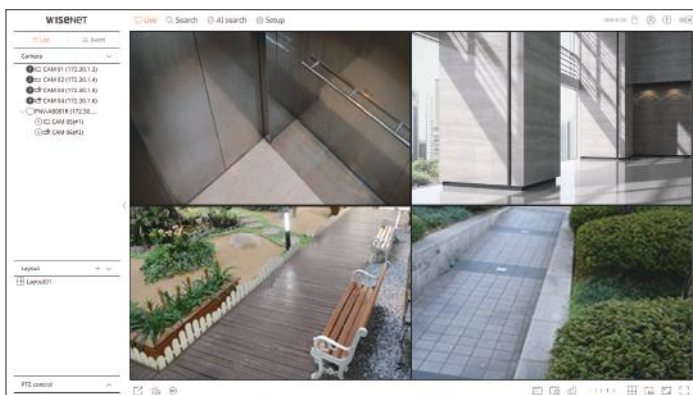 WISENET
Live
Search
AI search
Setup
List
Event
Camera
CAM 01 (172.30.1.2)
CAM 02 (172.30.1.4)
CAM 03 (172.30.1.5)
CAM 04 (172.30.1.6)
CAM 05(#1)
CAM 06(#2)
Layout
Layout01
PTZ control